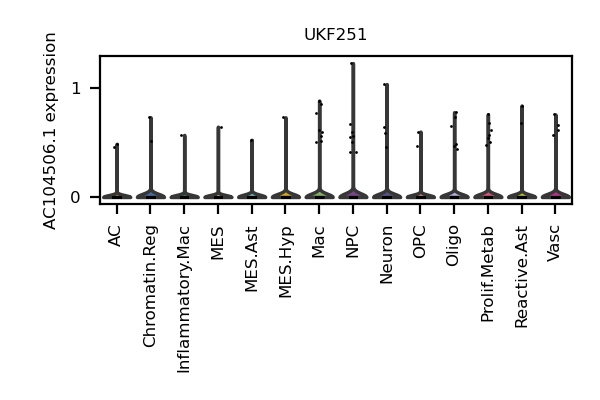 UKF251
AC104506.1 expression
1
0
AC
Chromatin.Reg
Inflammatory.Mac
MES
MES.Ast
MES.Hyp
Mac
NPC
Neuron
OPC
Oligo
Prolif.Metab
Reactive.Ast
Vasc